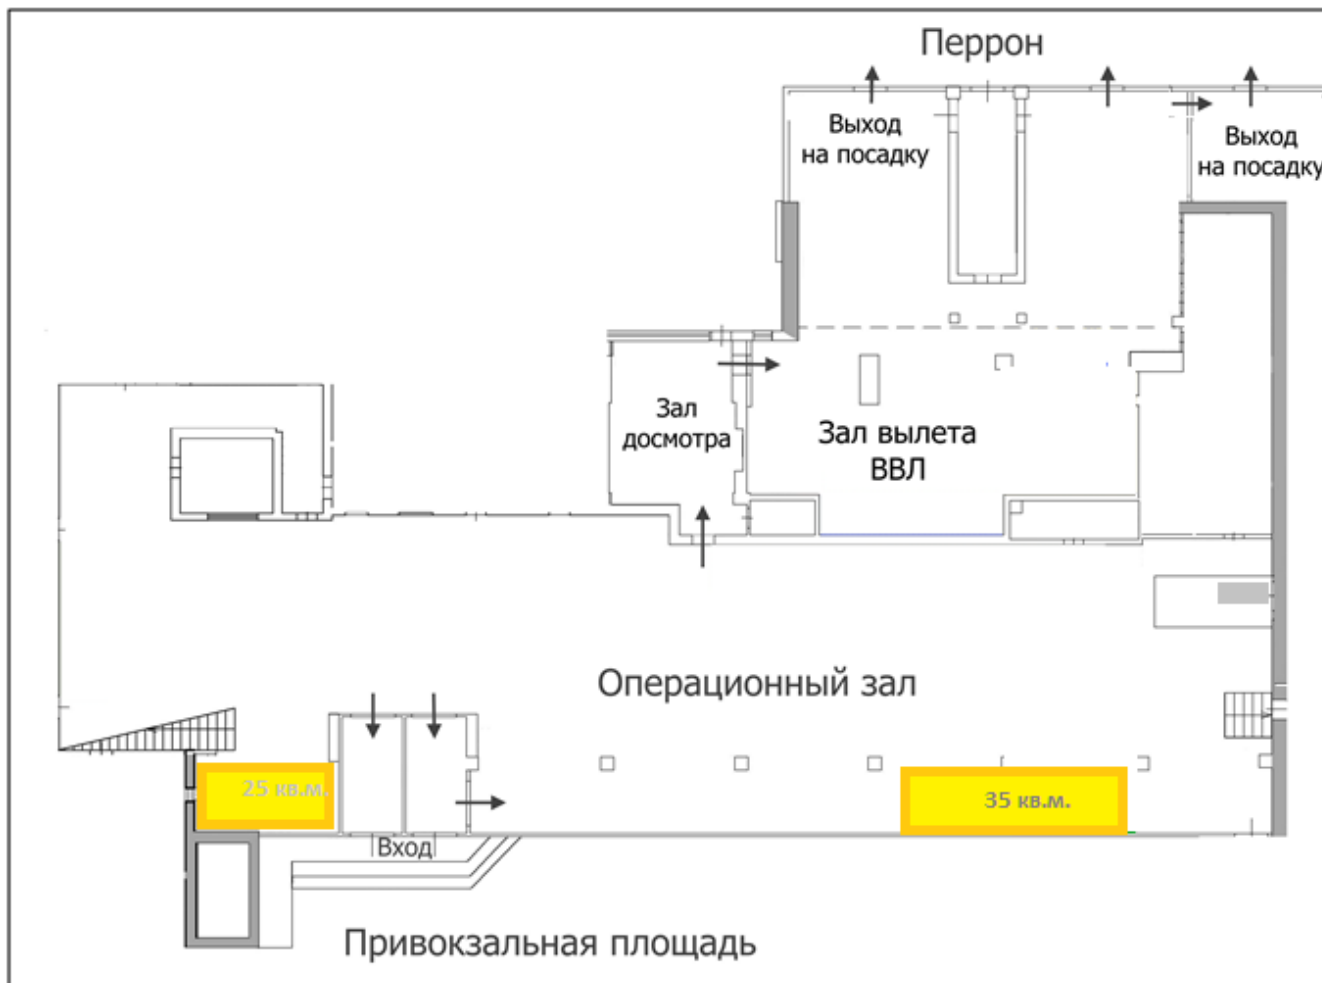 Перрон
Выход
на посадку
Выход
на посадку
Зал
досмотра
Зал вылета
ВВЛ
Операционный зал
25 кв.м.
35 кв.м.
Вход
Привокзальная площадь